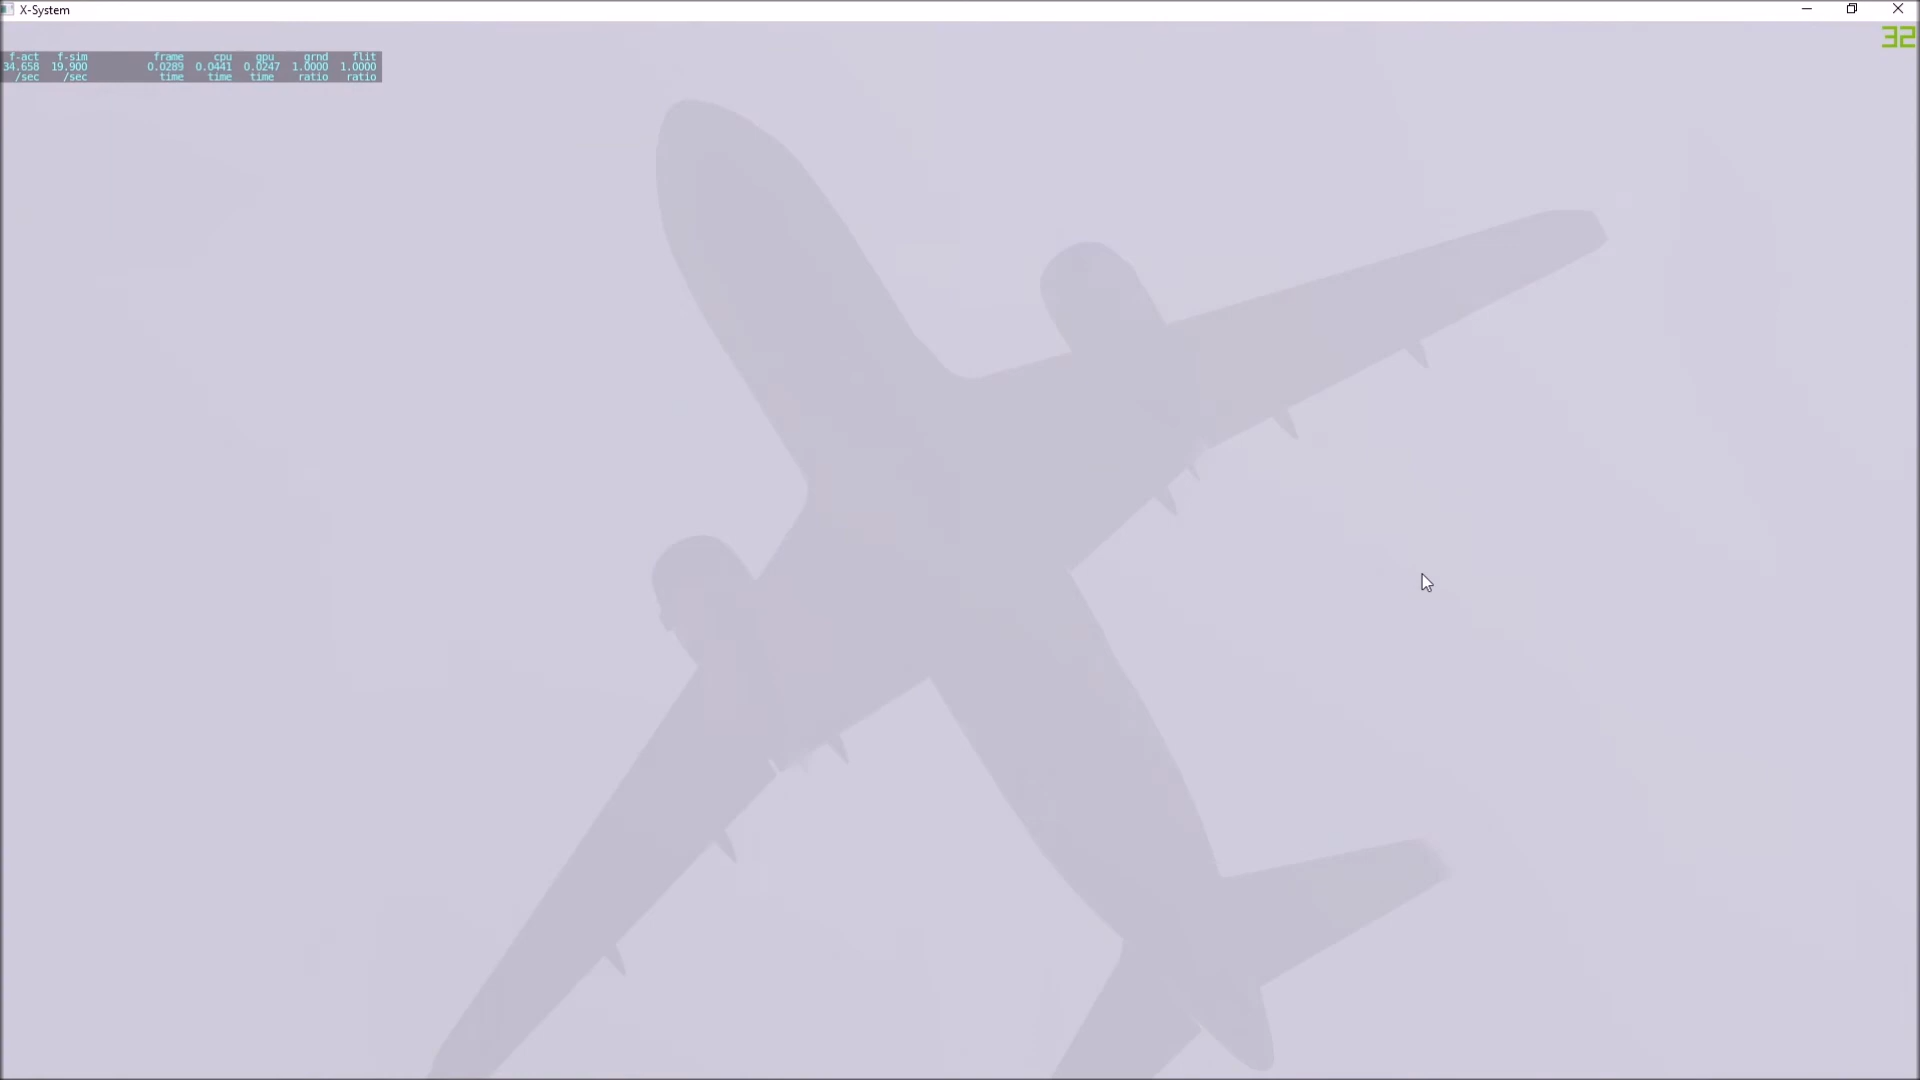 X-System
32
f-act f-sim frame cpu gpu grnd flit
34.658 19.900 0.0289 0.0441 0.0247 1.0000 1.0000
/sec /sec time time time ratio ratio